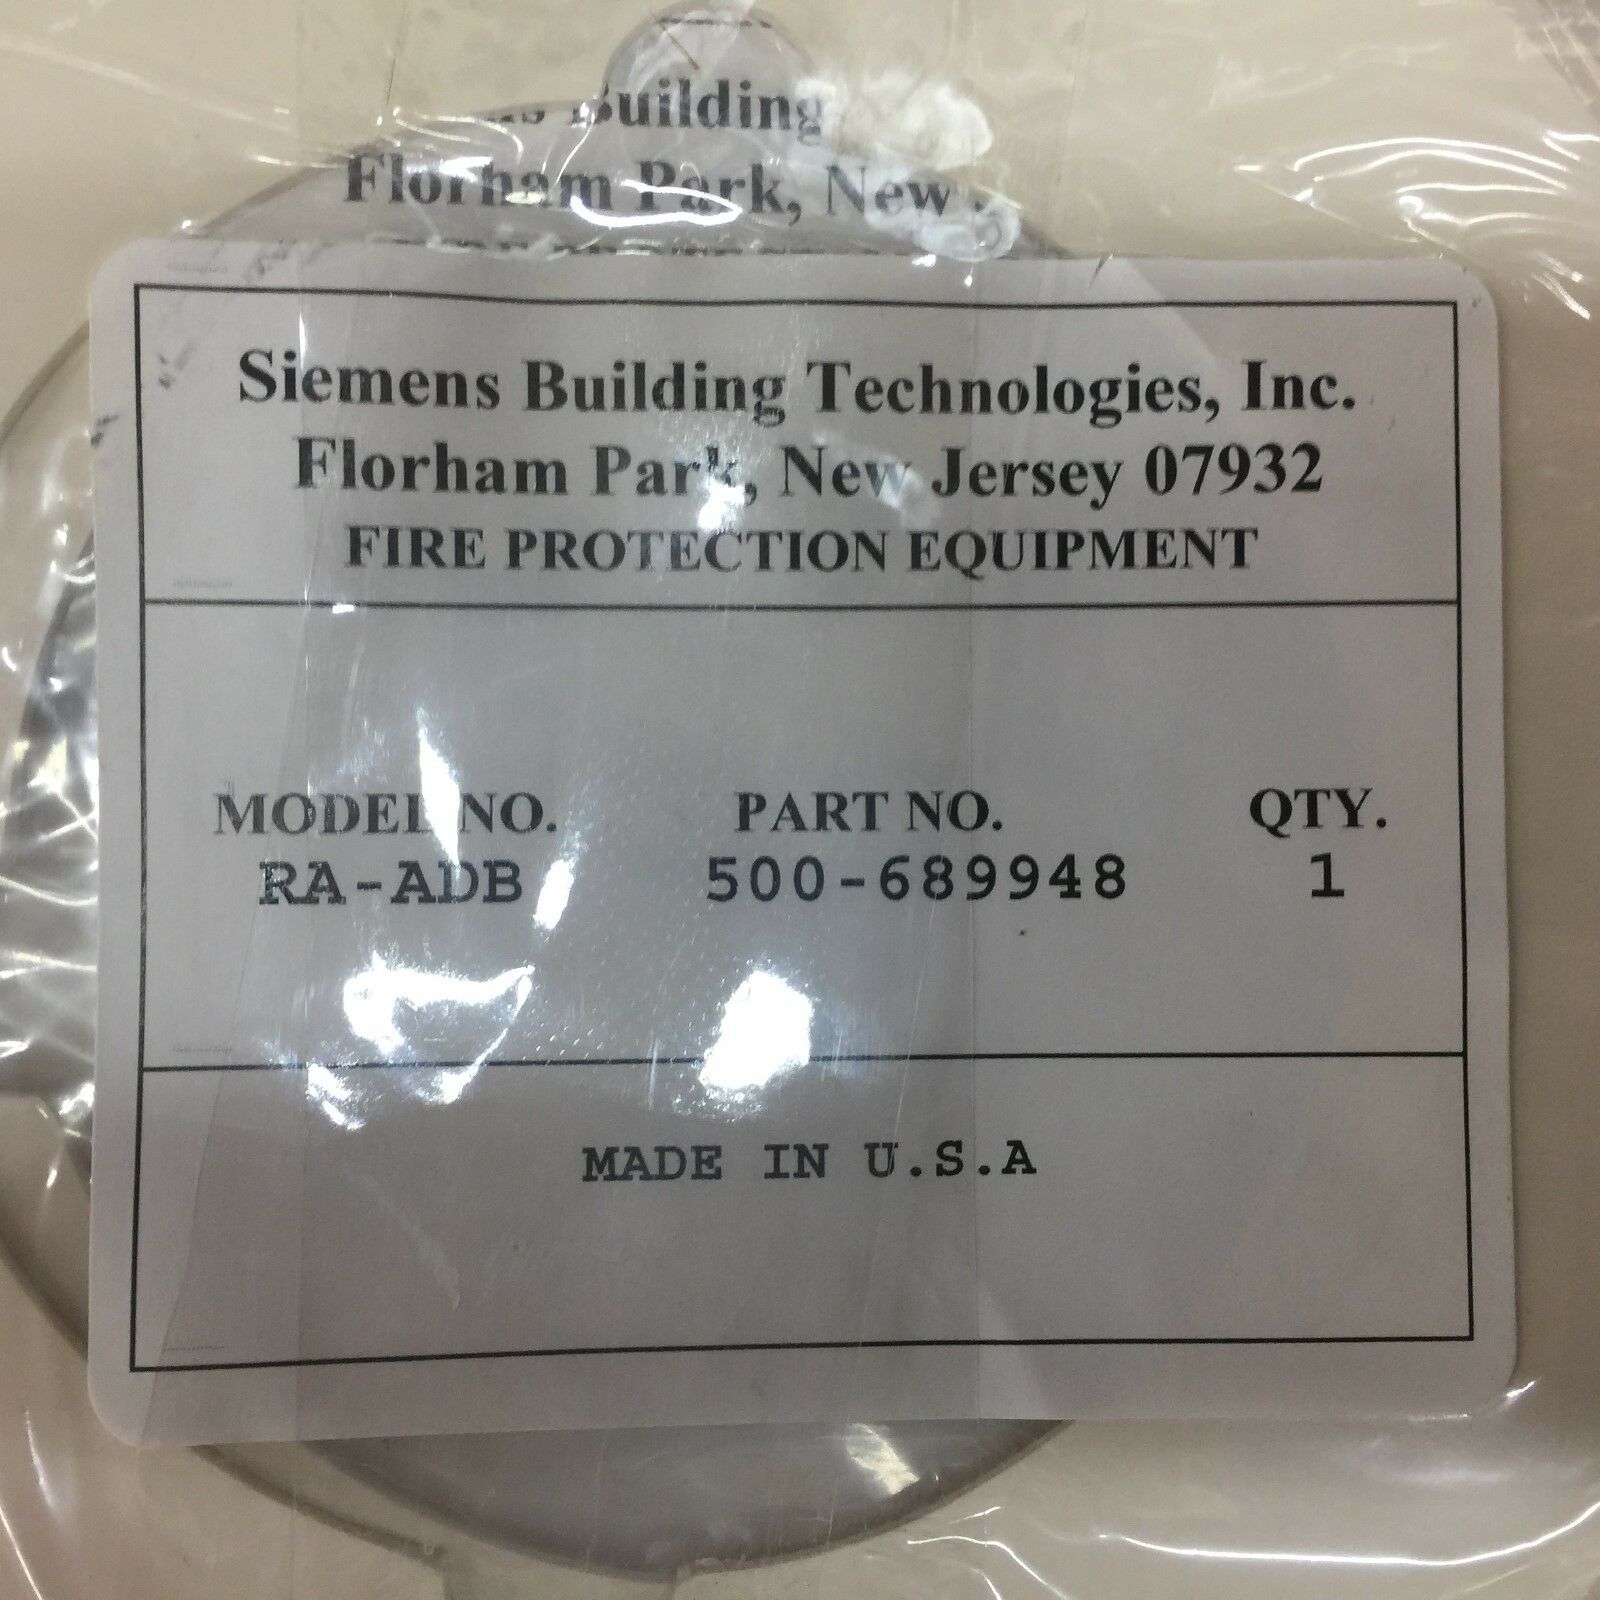 Building
Florham Park, New
Siemens Building Technologies, Inc.
Florham Park, New Jersey 07932
FIRE PROTECTION EQUIPMENT
MODEL NO. PART NO. QTY.
RA-ADB 500-689948 1
MADE IN U.S.A